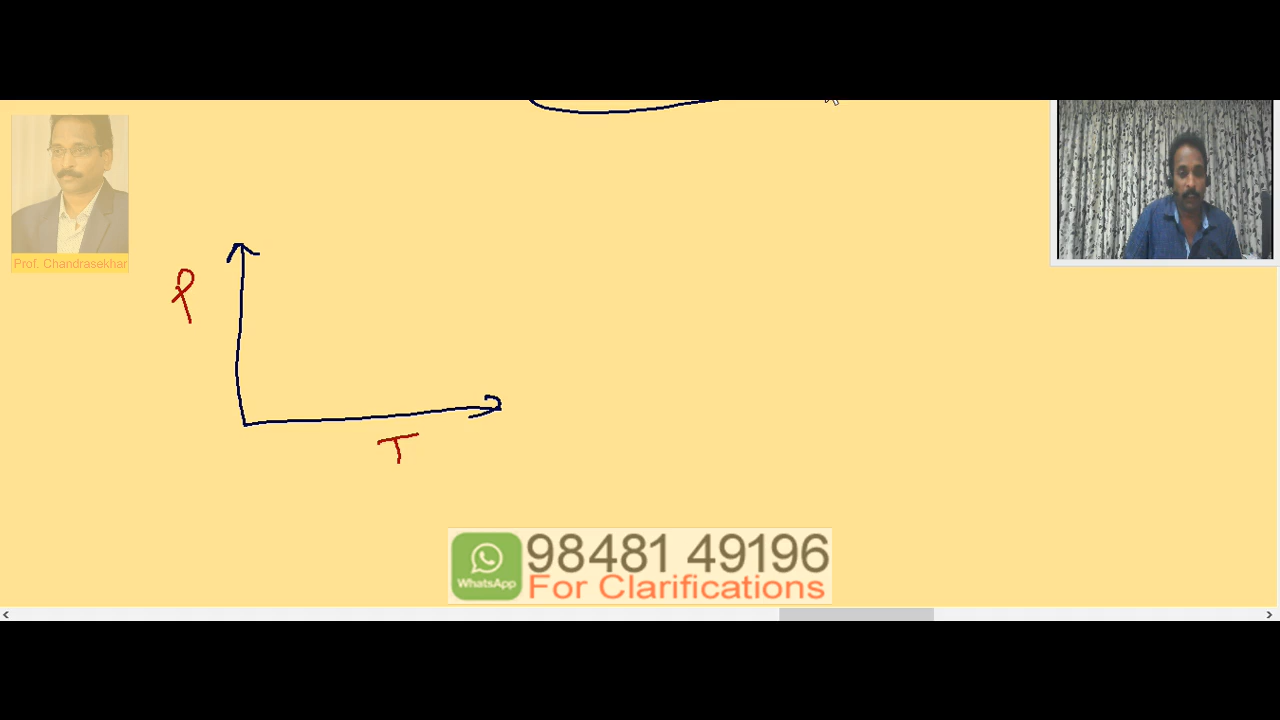 Prof. Chandrasekhar
P
T
98481 49196
WhatsApp
For Clarifications